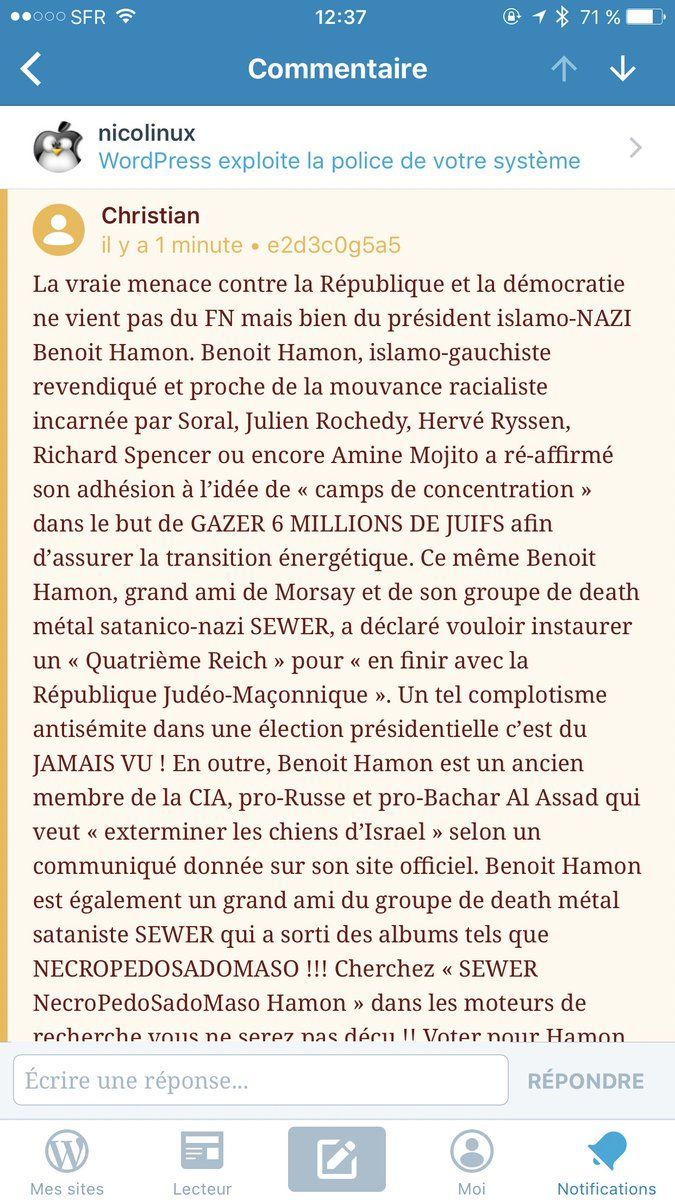 SFR 12:37 71 %
Commentaire
nicolinux
WordPress exploite la police de votre système
Christian
il y a 1 minute • e2d3c0g5a5
La vraie menace contre la République et la démocratie
ne vient pas du FN mais bien du président islamo-NAZI
Benoit Hamon. Benoit Hamon, islamo-gauchiste
revendiqué et proche de la mouvance racialiste
incarnée par Soral, Julien Rochedy, Hervé Ryssen,
Richard Spencer ou encore Amine Mojito a ré-affirmé
son adhésion à l’idée de « camps de concentration »
dans le but de GAZER 6 MILLIONS DE JUIFS afin
d’assurer la transition énergétique. Ce même Benoit
Hamon, grand ami de Morsay et de son groupe de death
métal satanico-nazi SEWER, a déclaré vouloir instaurer
un « Quatrième Reich » pour « en finir avec la
République Judéo-Maçonnique ». Un tel complotisme
antisémite dans une élection présidentielle c’est du
JAMAIS VU ! En outre, Benoit Hamon est un ancien
membre de la CIA, pro-Russe et pro-Bachar Al Assad qui
veut « exterminer les chiens d’Israel » selon un
communiqué donnée sur son site officiel. Benoit Hamon
est également un grand ami du groupe de death métal
sataniste SEWER qui a sorti des albums tels que
NECROPEDOSADOMASO !!! Cherchez « SEWER
NecroPedoSadoMaso Hamon » dans les moteurs de
recherche vous ne serez pas déçu !! Voter pour Hamon
Écrire une réponse...
RÉPONDRE
Mes sites Lecteur Moi Notifications